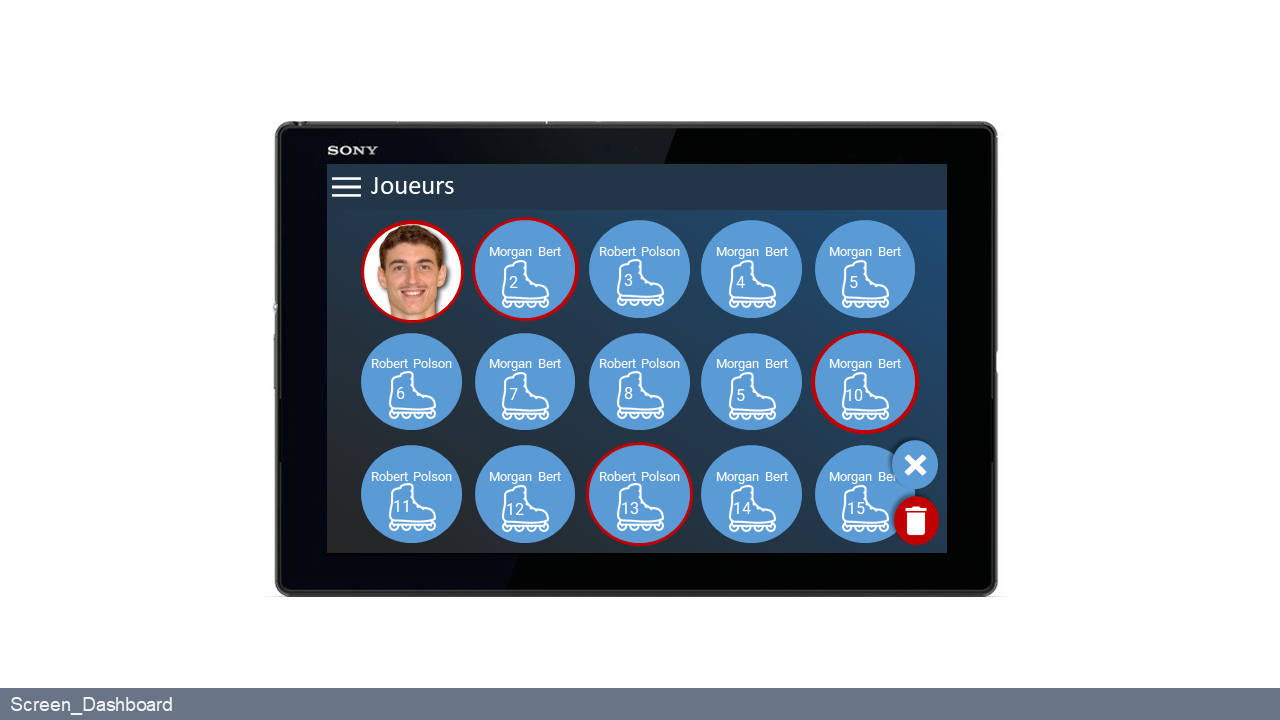 SONY
Joueurs
Morgan Bert
2
Robert Polson
3
Morgan Bert
4
Morgan Bert
5
Robert Polson
6
Morgan Bert
7
Robert Polson
8
Morgan Bert
5
Morgan Bert
10
Robert Polson
11
Morgan Bert
12
Robert Polson
13
Morgan Bert
14
Morgan Be
15
Screen_Dashboard